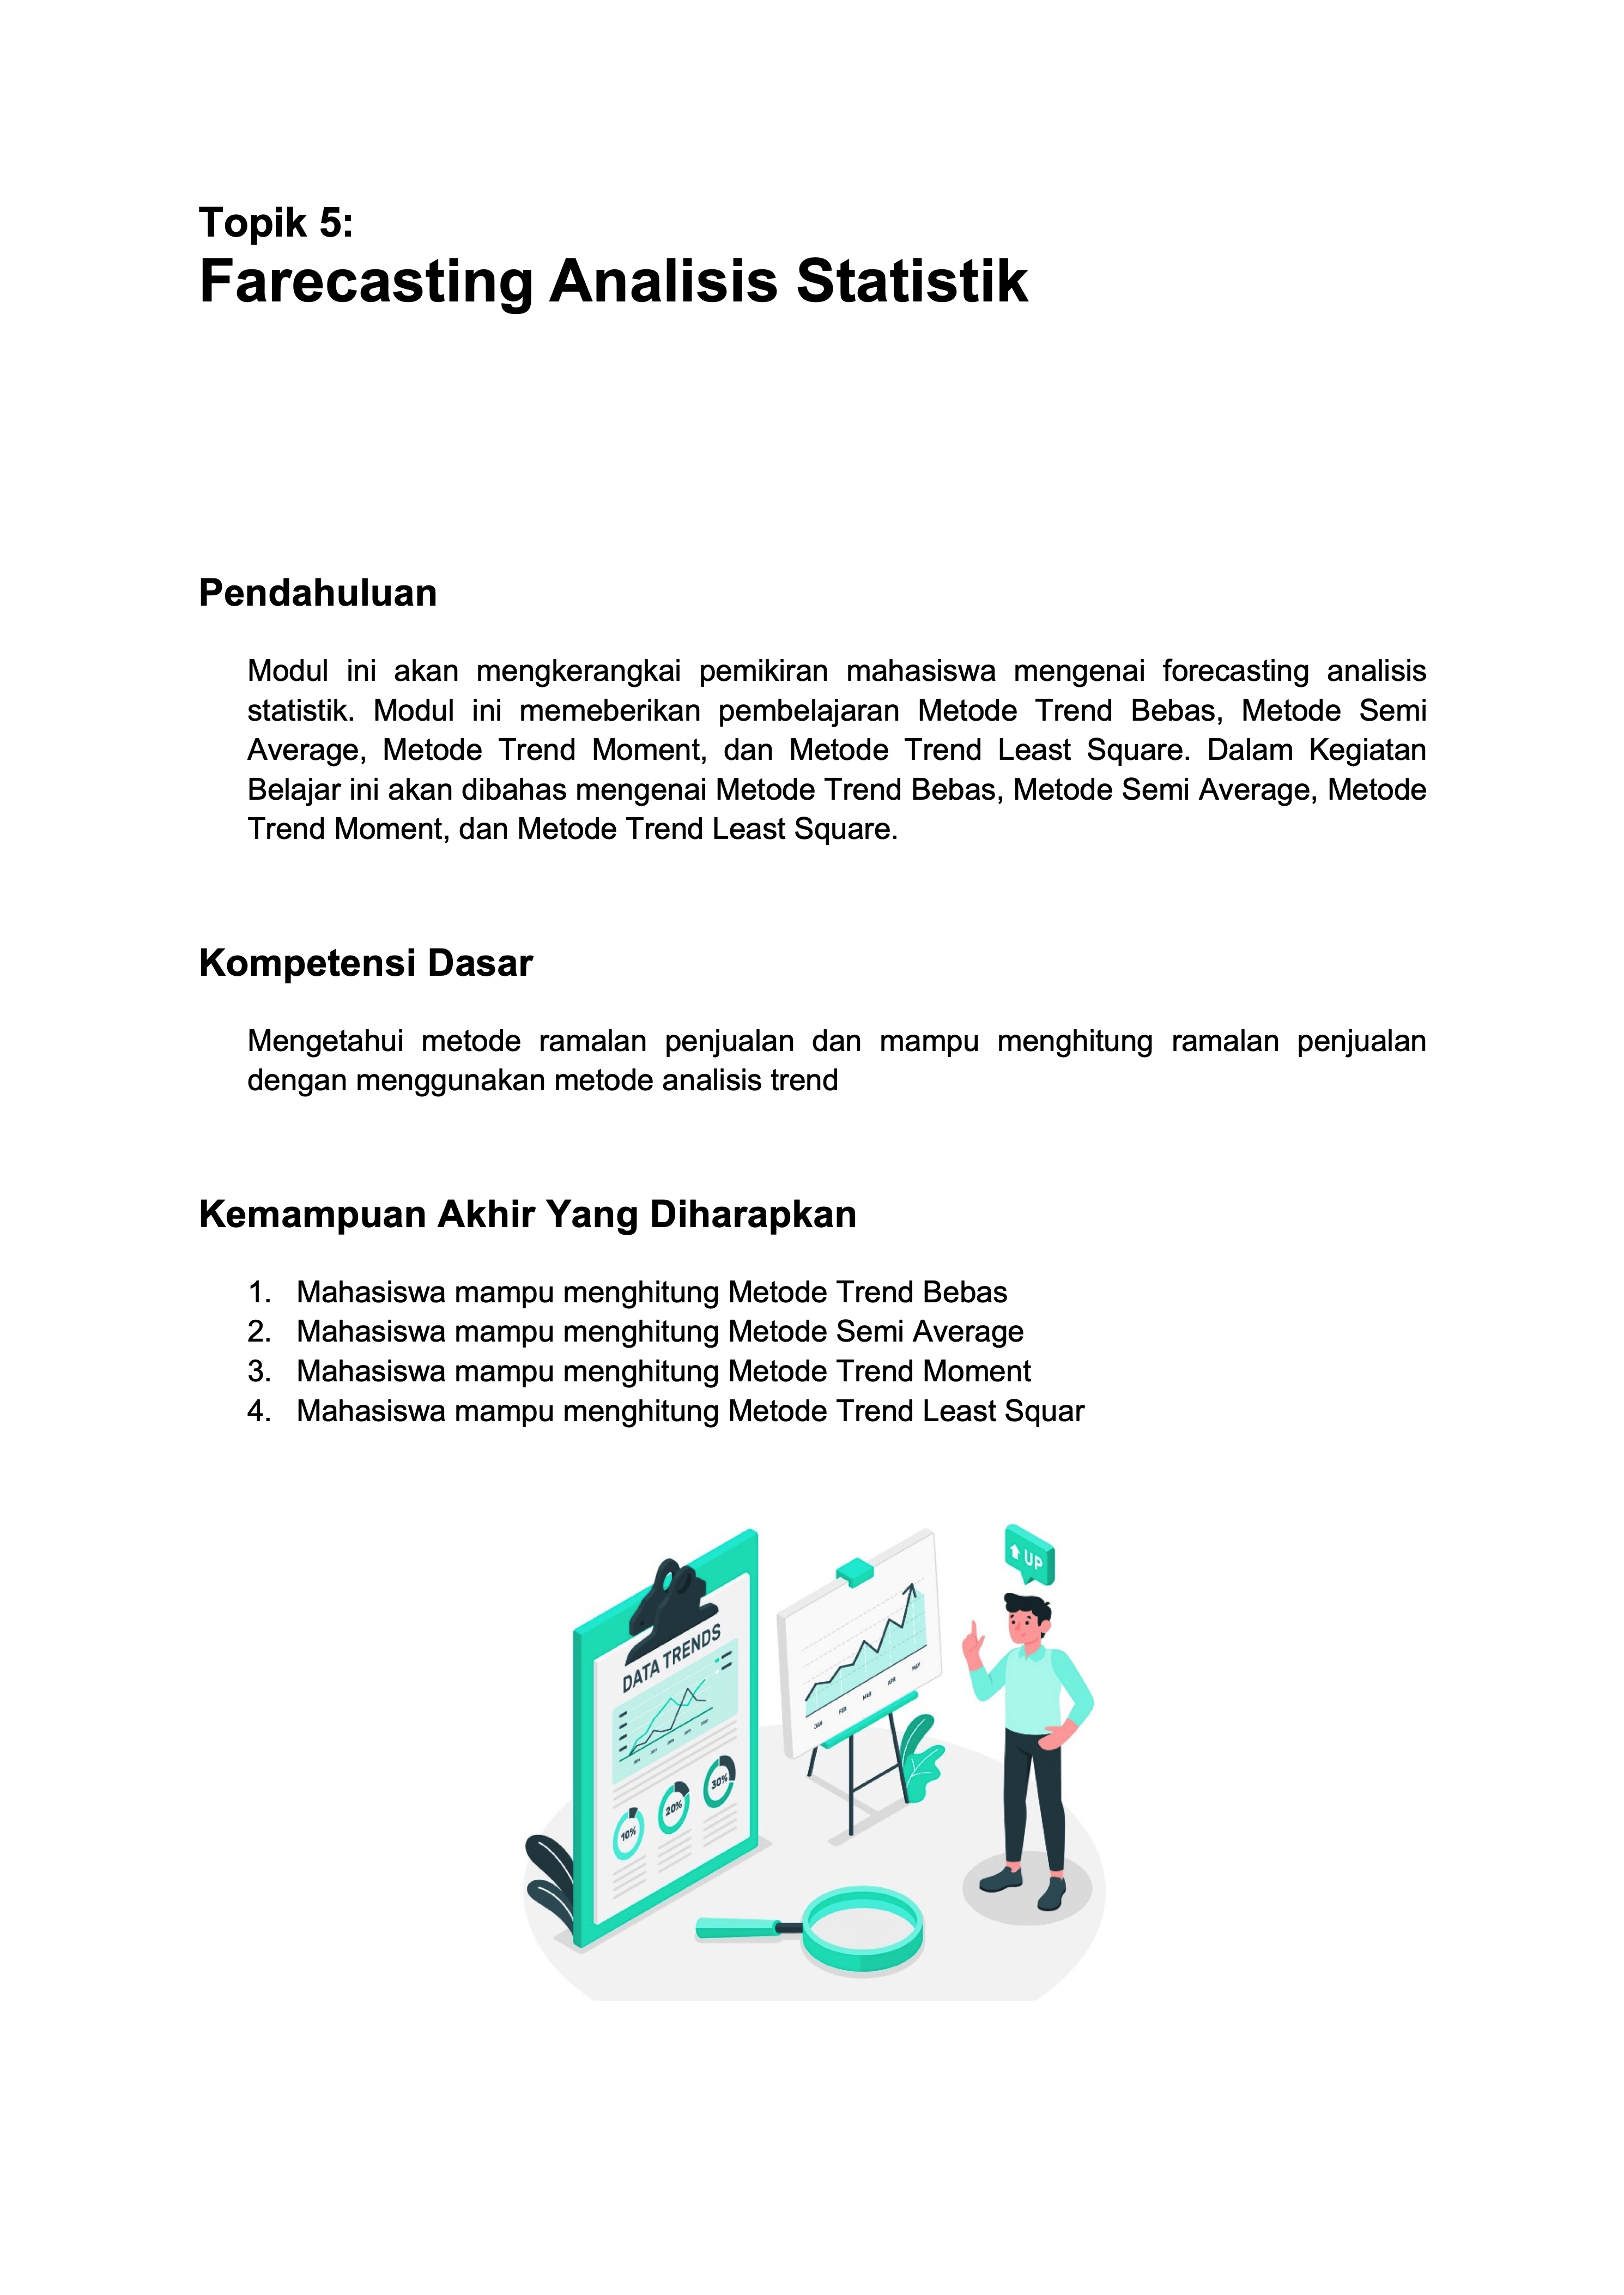 Topik 5:
Farecasting Analisis Statistik
Pendahuluan
Modul ini akan mengkerangkai pemikiran mahasiswa mengenai forecasting analisis
statistik. Modul ini memeberikan pembelajaran Metode Trend Bebas, Metode Semi
Average, Metode Trend Moment, dan Metode Trend Least Square. Dalam Kegiatan
Belajar ini akan dibahas mengenai Metode Trend Bebas, Metode Semi Average, Metode
Trend Moment, dan Metode Trend Least Square.
Kompetensi Dasar
Mengetahui metode ramalan penjualan dan mampu menghitung ramalan penjualan
dengan menggunakan metode analisis trend
Kemampuan Akhir Yang Diharapkan
1. Mahasiswa mampu menghitung Metode Trend Bebas
2. Mahasiswa mampu menghitung Metode Semi Average
3. Mahasiswa mampu menghitung Metode Trend Moment
4. Mahasiswa mampu menghitung Metode Trend Least Squar
UP
DATA TRENDS
JAN FEB MAR APR MAY
10% 20% 30%